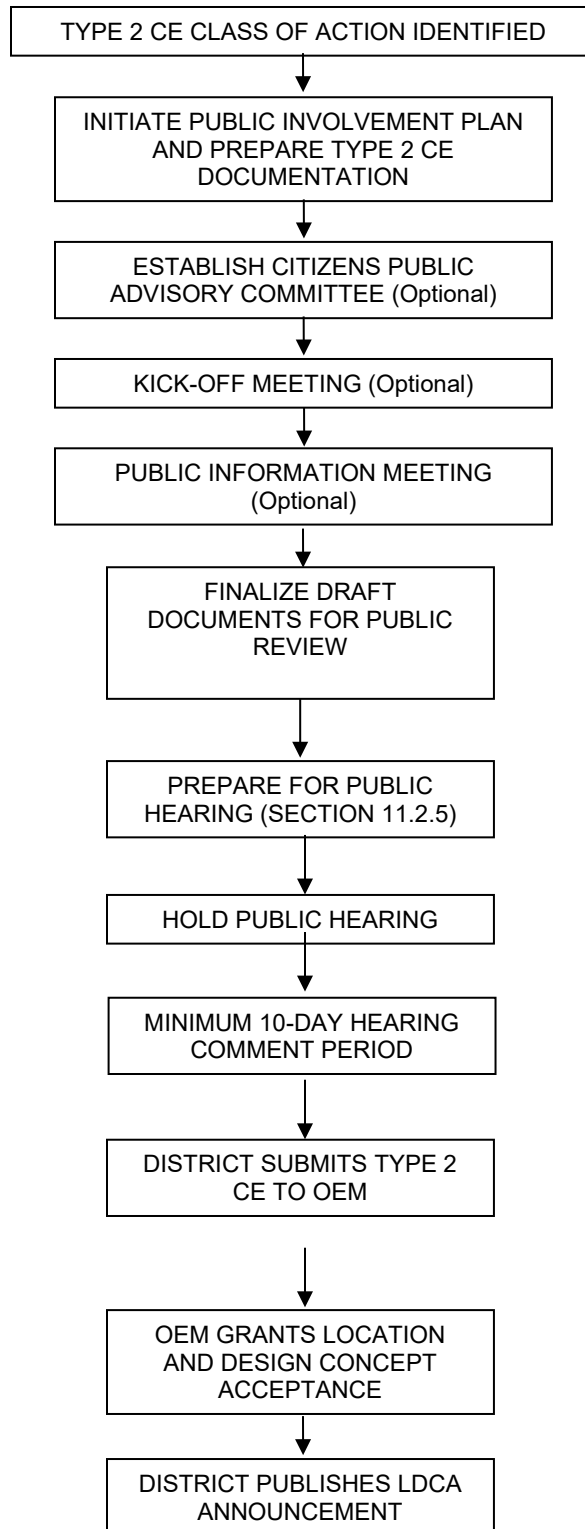 TYPE 2 CE CLASS OF ACTION IDENTIFIED
INITIATE PUBLIC INVOLVEMENT PLAN
AND PREPARE TYPE 2 CE
DOCUMENTATION
ESTABLISH CITIZENS PUBLIC
ADVISORY COMMITTEE (Optional)
KICK-OFF MEETING (Optional)
PUBLIC INFORMATION MEETING
(Optional)
FINALIZE DRAFT
DOCUMENTS FOR PUBLIC
REVIEW
PREPARE FOR PUBLIC
HEARING (SECTION 11.2.5)
HOLD PUBLIC HEARING
MINIMUM 10-DAY HEARING
COMMENT PERIOD
DISTRICT SUBMITS TYPE 2
CE TO OEM
OEM GRANTS LOCATION
AND DESIGN CONCEPT
ACCEPTANCE
DISTRICT PUBLISHES LDCA
ANNOUNCEMENT